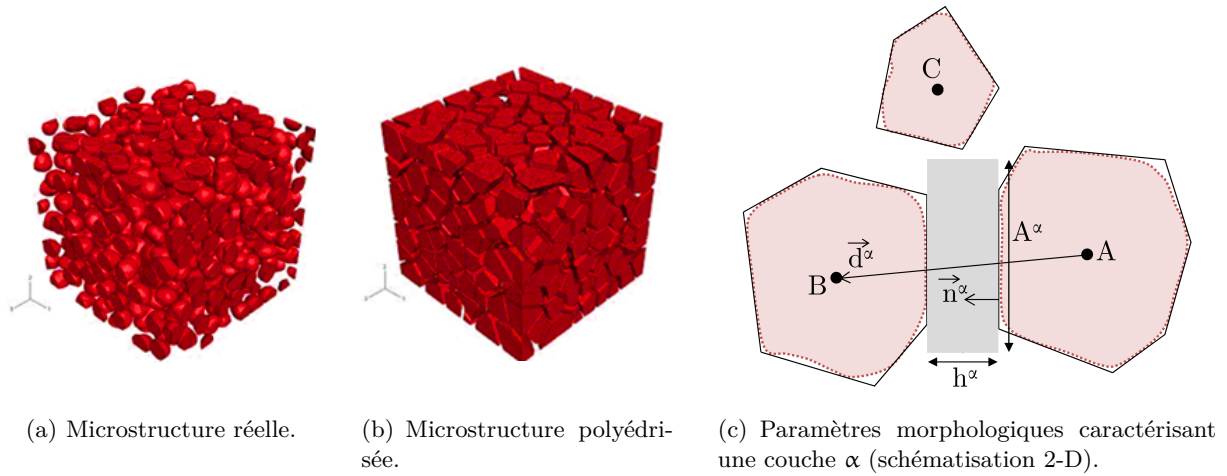 C
A
A^α
B
d^α
n^α
h^α
(a) Microstructure réelle.
(b) Microstructure polyédri-
sée.
(c) Paramètres morphologiques caractérisant
une couche α (schématisation 2-D).